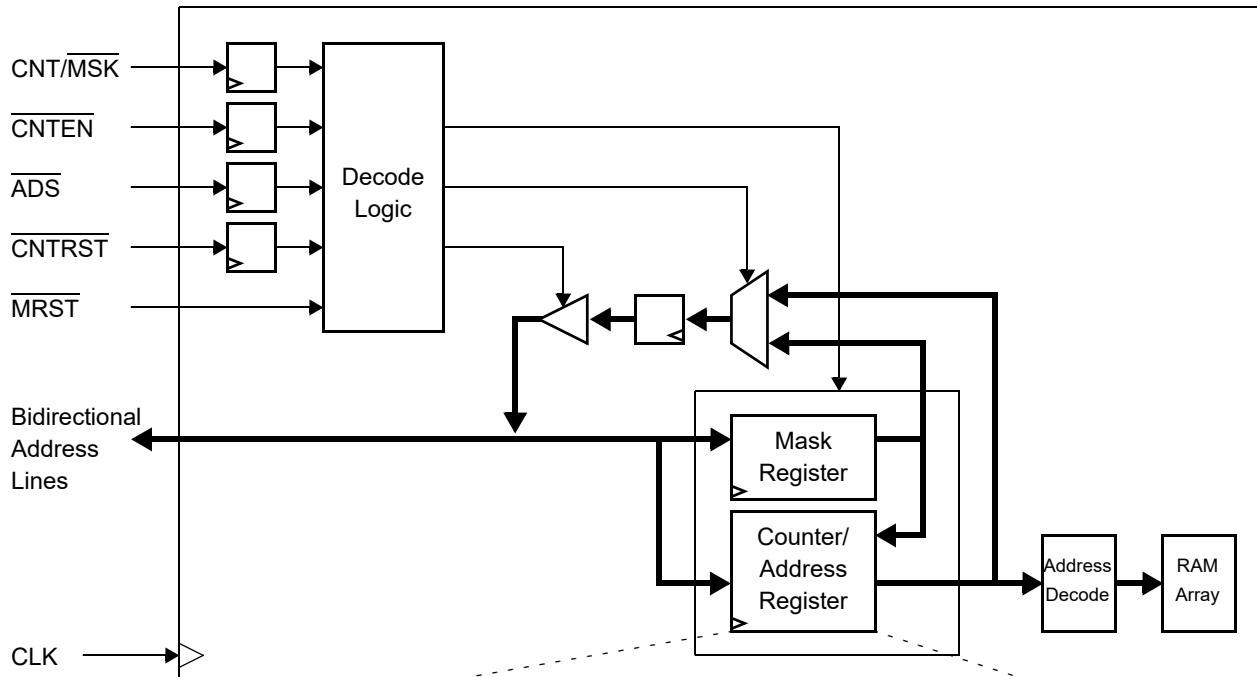 CNT/MSK
CNTEN
ADS
CNTRST
MRST
Decode
Logic
Bidirectional
Address
Lines
Mask
Register
Counter/
Address
Register
Address
Decode
RAM
Array
CLK